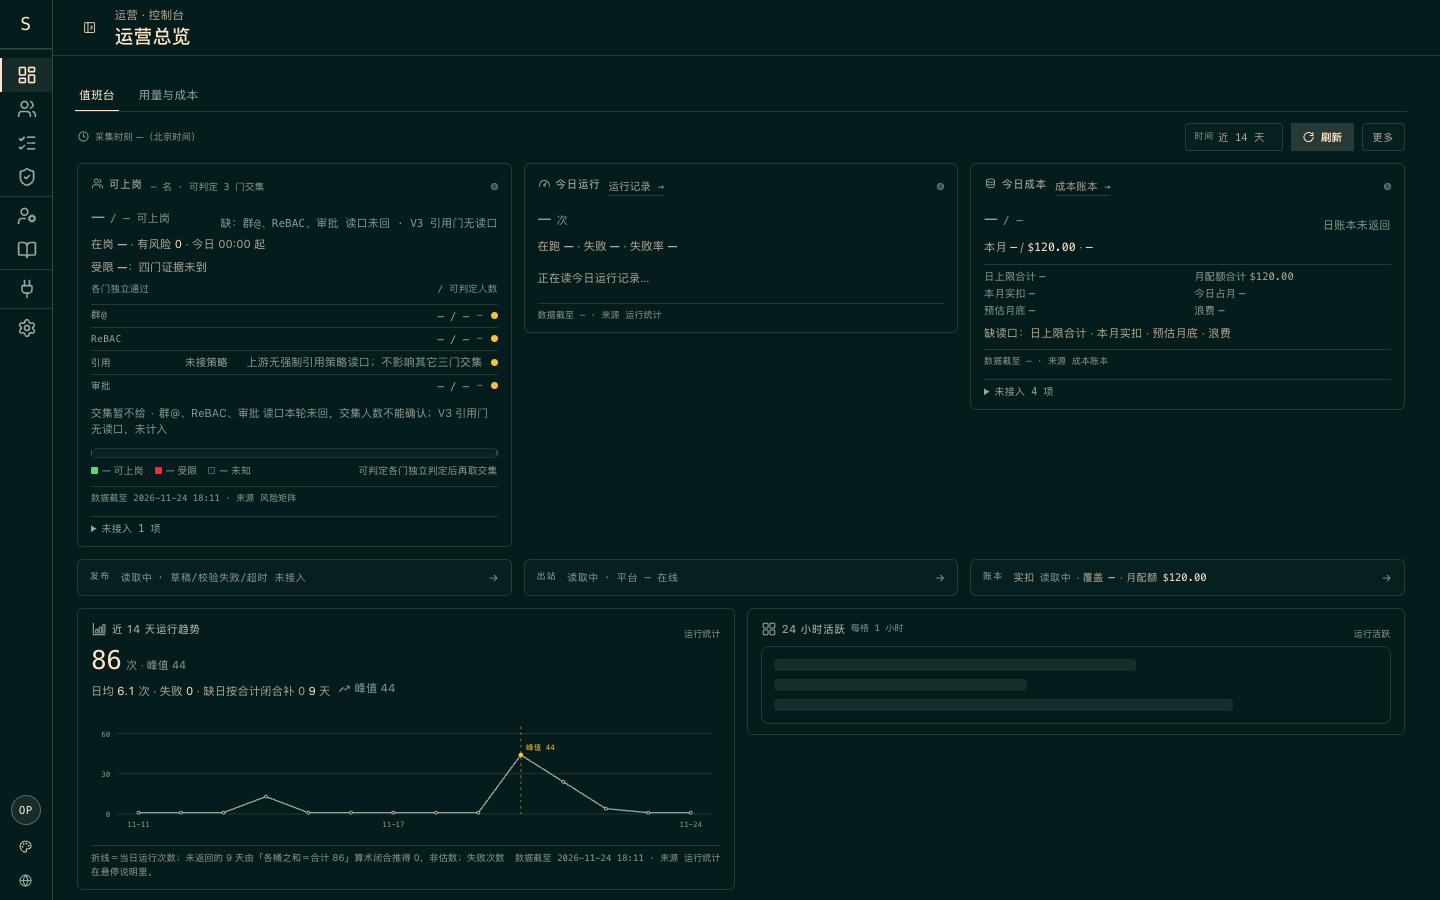 S
运营 · 控制台
运营总览
值班台 用量与成本
采集时刻 — (北京时间)
时间 近 14 天
刷新
更多
可上岗 — 名 · 可判定 3 门交集
— / — 可上岗
缺: 群@、ReBAC、审批 读口未回 · V3 引用门无读口
在岗 — · 有风险 0 · 今日 00:00 起
受限 —: 四门证据未到
各门独立通过 / 可判定人数
群@ — / — —
ReBAC — / — —
引用 未接策略 上游无强制引用策略读口; 不影响其它三门交集
审批 — / — —
交集暂不给 · 群@、ReBAC、审批 读口本轮未回, 交集人数不能确认; V3 引用门
无读口, 未计入
— 可上岗 — 受限 — 未知 可判定各门独立判定后再取交集
数据截至 2026-11-24 18:11 · 来源 风险矩阵
▶ 未接入 1 项
今日运行 运行记录 →
— 次
在跑 — · 失败 — · 失败率 —
正在读今日运行记录…
数据截至 — · 来源 运行统计
今日成本 成本账本 →
— / —
日账本未返回
本月 — / $120.00 · —
日上限合计 — 月配额合计 $120.00
本月实扣 — 今日占月 —
预估月底 — 浪费 —
缺读口: 日上限合计 · 本月实扣 · 预估月底 · 浪费
数据截至 — · 来源 成本账本
▶ 未接入 4 项
发布 读取中 · 草稿/校验失败/超时 未接入 →
出站 读取中 · 平台 — 在线 →
账本 实扣 读取中 · 覆盖 — · 月配额 $120.00 →
近 14 天运行趋势
运行统计
86 次 · 峰值 44
日均 6.1 次 · 失败 0 · 缺日按合计闭合补 0 9 天 峰值 44
60
峰值 44
30
0
11-11 11-17 11-24
折线=当日运行次数; 未返回的 9 天由「各桶之和=合计 86」算术闭合推得 0, 非估数; 失败次数
在悬停说明里。
数据截至 2026-11-24 18:11 · 来源 运行统计
24 小时活跃 每格 1 小时
运行活跃
OP